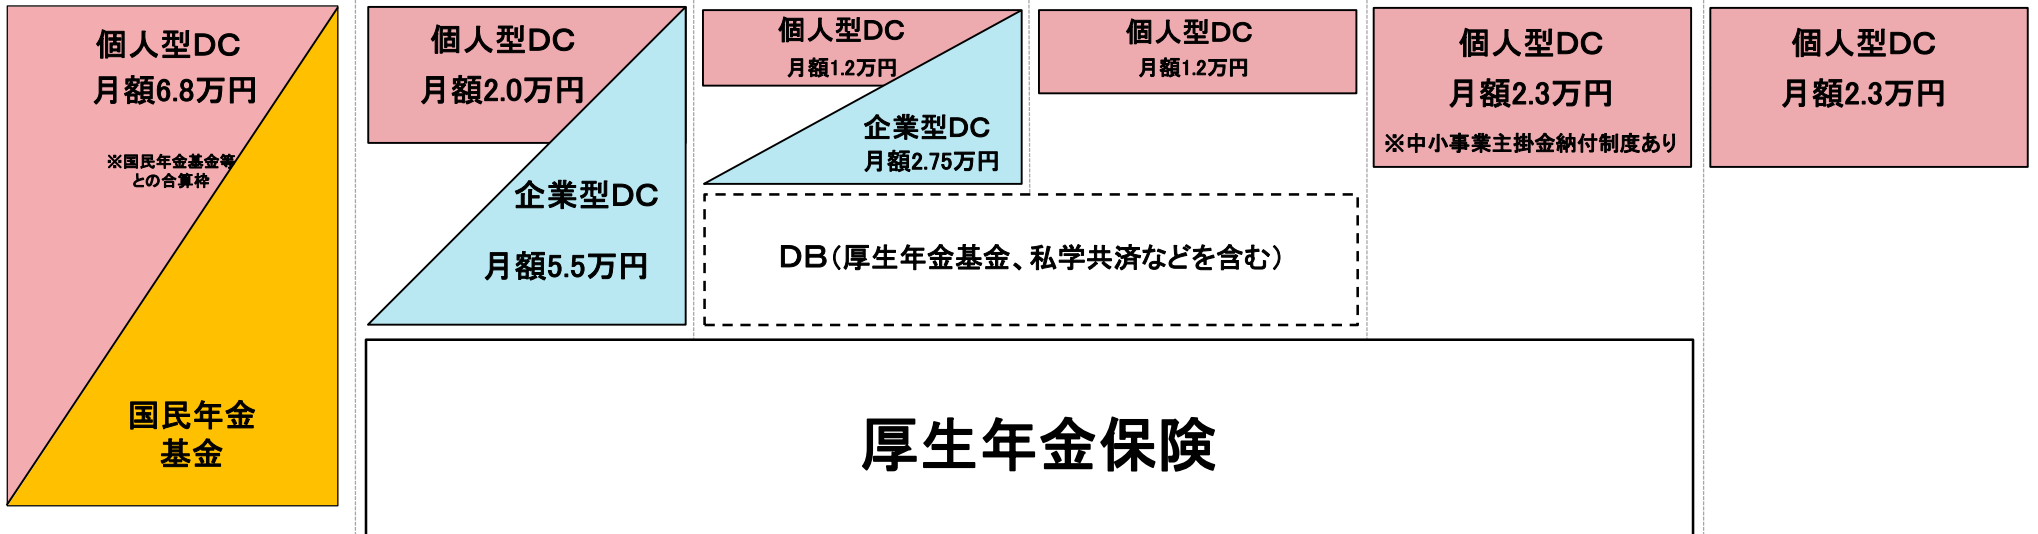 個人型DC
月額6.8万円
※国民年金基金等
との合算枠
国民年金
基金
個人型DC
月額2.0万円
企業型DC
月額5.5万円
個人型DC
月額1.2万円
企業型DC
月額2.75万円
個人型DC
月額1.2万円
DB(厚生年金基金、私学共済などを含む)
個人型DC
月額2.3万円
※中小事業主掛金納付制度あり
個人型DC
月額2.3万円
厚生年金保険